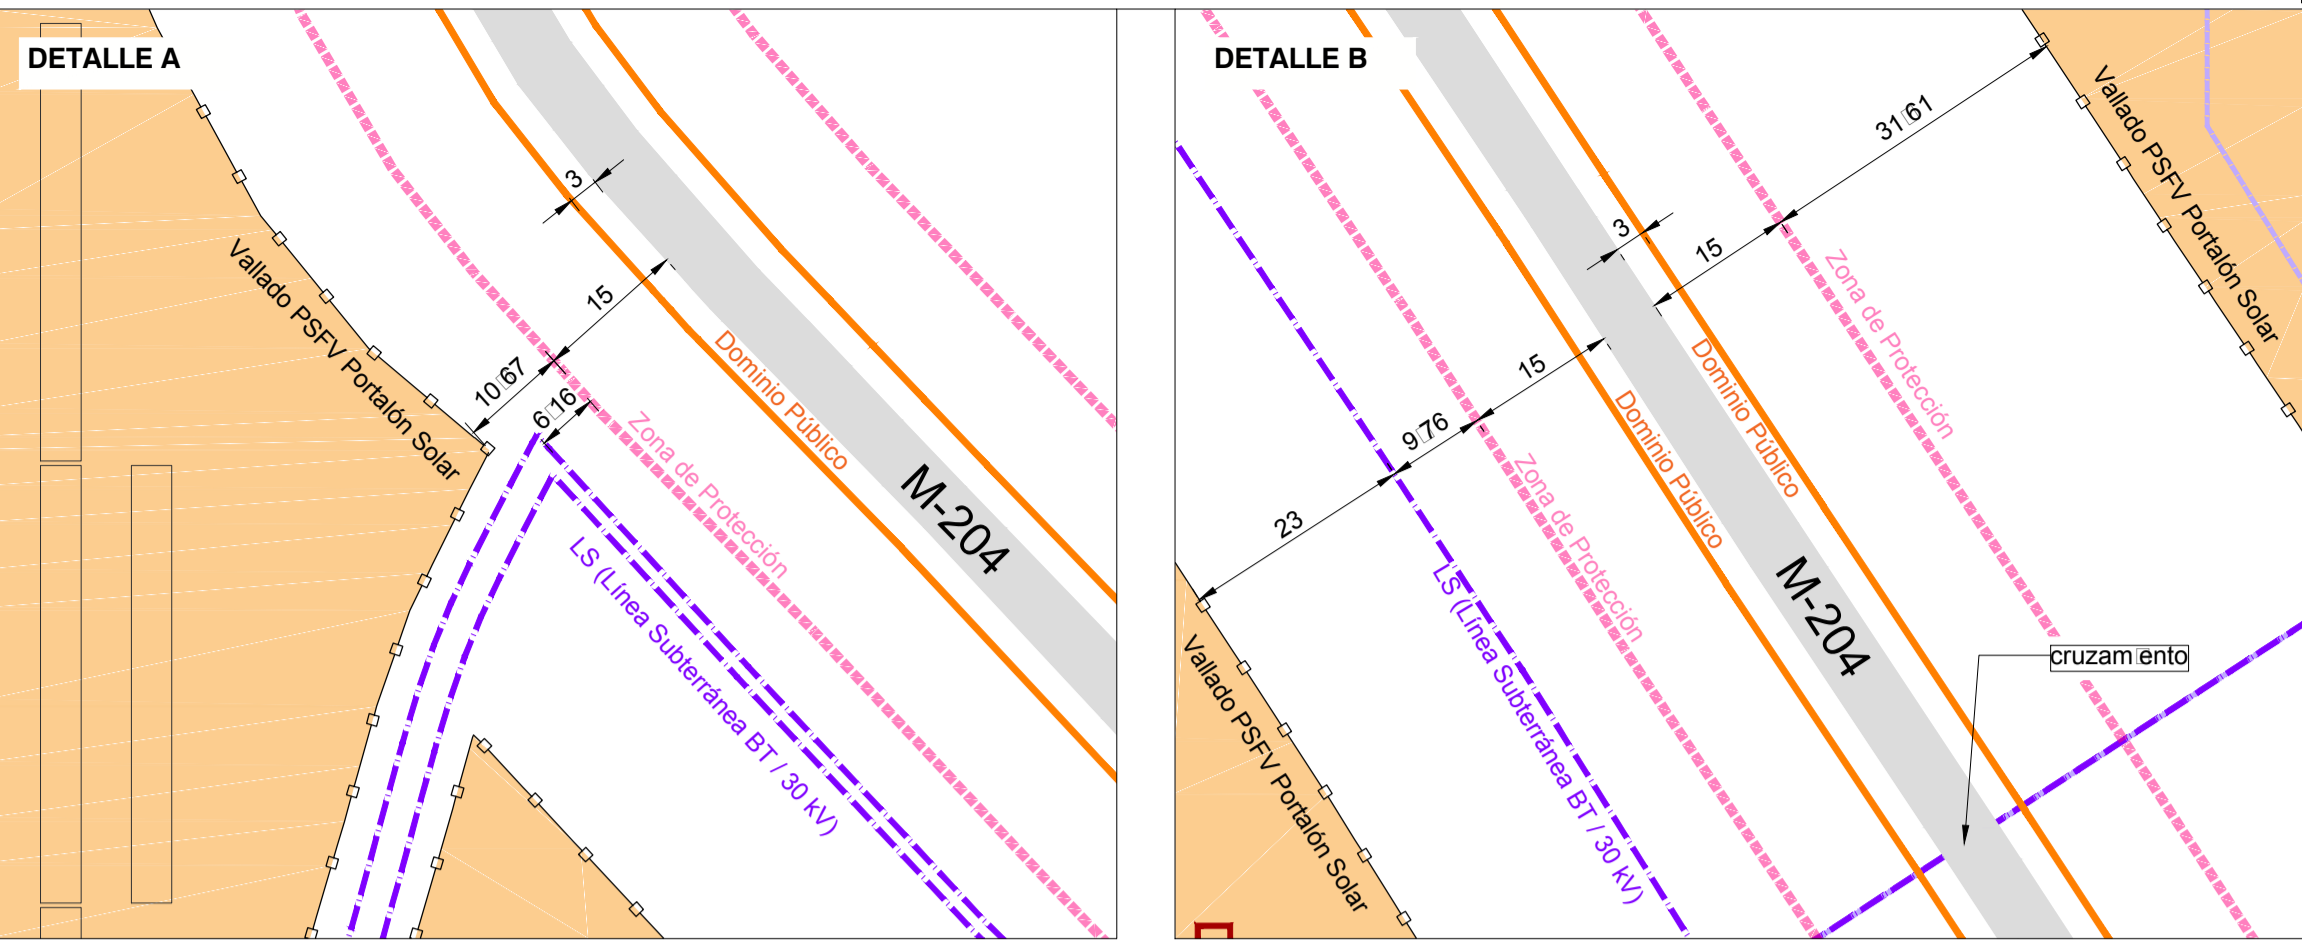 DETALLE A
3
15
10□67
6□16
Vallado PSFV Portalón Solar
Dominio Público
Zona de Protección
M-204
LS (Línea Subterránea BT / 30 kV)
DETALLE B
31□61
Vallado PSFV Portalón Solar
3
15
Zona de Protección
Dominio Público
15
9□76
23
Dominio Público
Zona de Protección
M-204
LS (Línea Subterránea BT / 30 kV)
cruzam□ento
Vallado PSFV Portalón Solar